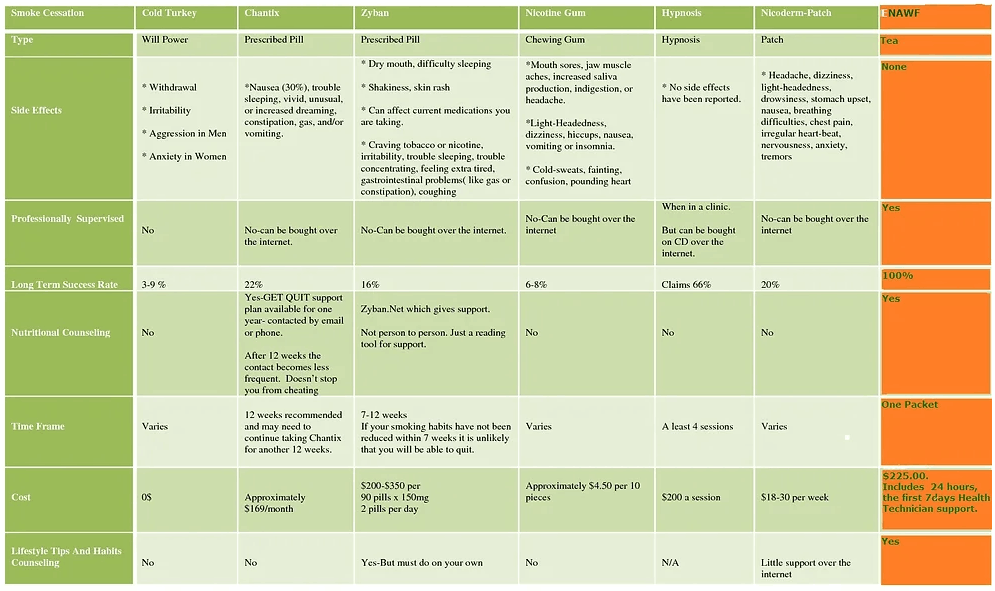 Smoke Cessation Cold Turkey Chantix Zyban Nicotine Gum Hypnosis Nicoderm-Patch ENAWF
Type Will Power Prescribed Pill Prescribed Pill Chewing Gum Hypnosis Patch Tea
Side Effects
* Withdrawal
* Irritability
* Aggression in Men
* Anxiety in Women
*Nausea (30%), trouble
sleeping, vivid, unusual,
or increased dreaming,
constipation, gas, and/or
vomiting.
* Dry mouth, difficulty sleeping
* Shakiness, skin rash
* Can affect current medications you
are taking.
* Craving tobacco or nicotine,
irritability, trouble sleeping, trouble
concentrating, feeling extra tired,
gastrointestinal problems( like gas or
constipation), coughing
*Mouth sores, jaw muscle
aches, increased saliva
production, indigestion, or
headache.
*Light-Headedness,
dizziness, hiccups, nausea,
vomiting or insomnia.
* Cold-sweats, fainting,
confusion, pounding heart
* No side effects
have been reported.
* Headache, dizziness,
light-headedness,
drowsiness, stomach upset,
nausea, breathing
difficulties, chest pain,
irregular heart-beat,
nervousness, anxiety,
tremors
None
Professionally Supervised
No
No-can be bought over
the internet.
No-Can be bought over the internet.
No-Can be bought over the
internet
When in a clinic.
But can be bought
on CD over the
internet.
No-can be bought over the
internet
Yes
Long Term Success Rate 3-9 % 22% 16% 6-8% Claims 66% 20% 100%
Nutritional Counseling
No
Yes-GET QUIT support
plan available for one
year- contacted by email
or phone.
After 12 weeks the
contact becomes less
frequent. Doesn't stop
you from cheating
Zyban.Net which gives support.
Not person to person. Just a reading
tool for support.
No
No
No
Yes
Time Frame
Varies
12 weeks recommended
and may need to
continue taking Chantix
for another 12 weeks.
7-12 weeks
If your smoking habits have not been
reduced within 7 weeks it is unlikely
that you will be able to quit.
Varies
A least 4 sessions
Varies
One Packet
Cost
0$
Approximately
$169/month
$200-$350 per
90 pills x 150mg
2 pills per day
Approximately $4.50 per 10
pieces
$200 a session
$18-30 per week
$225.00.
Includes 24 hours,
the first 7days Health
Technician support.
Lifestyle Tips And Habits
Counseling
No
No
Yes-But must do on your own
No
N/A
Little support over the
internet
Yes